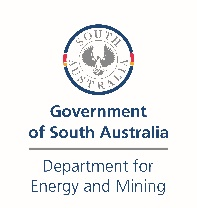 SOUTH
AUSTRALIA
Government
of South Australia
Department for
Energy and Mining